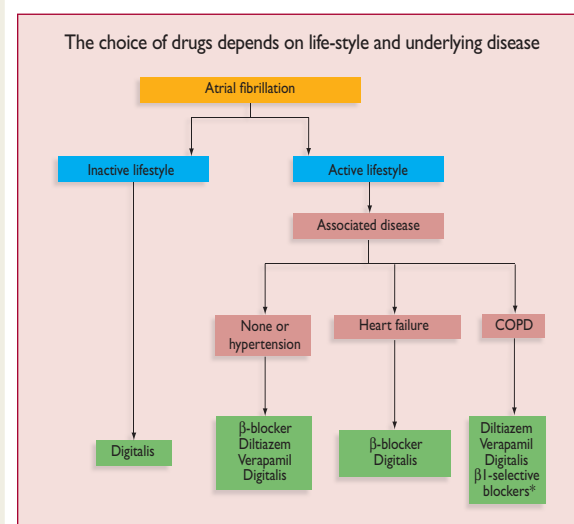 The choice of drugs depends on life-style and underlying disease
Atrial fibrillation
Inactive lifestyle
Active lifestyle
Associated disease
None or
hypertension
Heart failure
COPD
Digitalis
β-blocker
Diltiazem
Verapamil
Digitalis
β-blocker
Digitalis
Diltiazem
Verapamil
Digitalis
β1-selective
blockers*